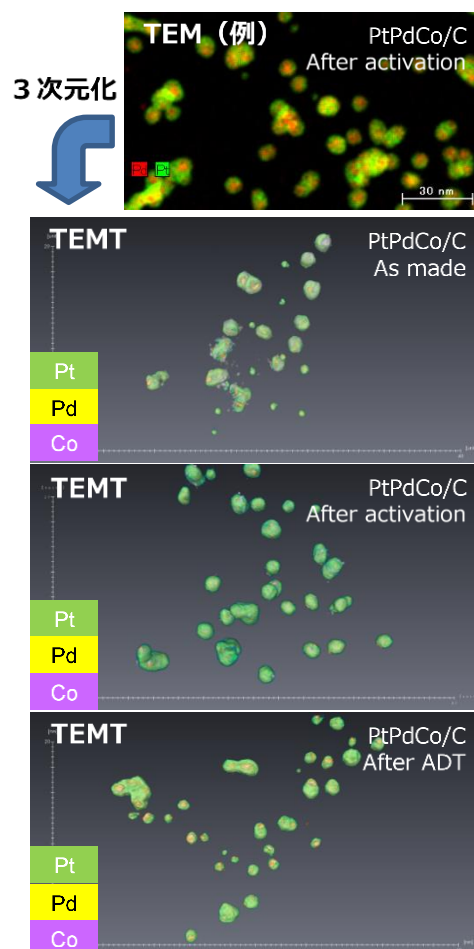 TEM（例）
PtPdCo/C
After activation
３次元化
Pt
30 nm
TEMT
PtPdCo/C
As made
Pt
Pd
Co
TEMT
PtPdCo/C
After activation
Pt
Pd
Co
TEMT
PtPdCo/C
After ADT
Pt
Pd
Co